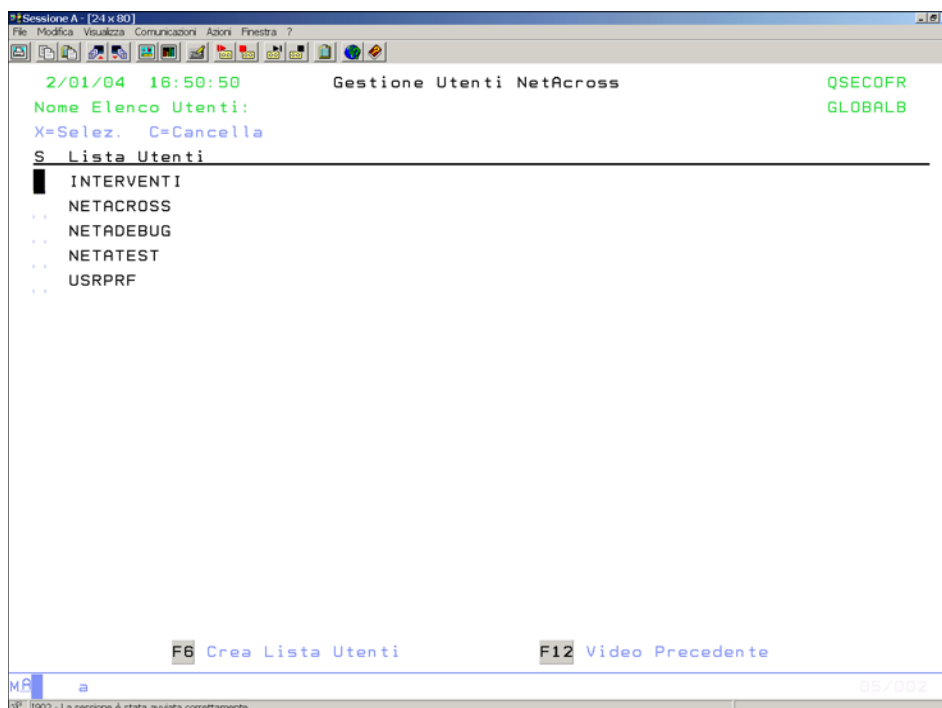 Sessione A - [24 x 80]
File Modifica Visualizza Comunicazioni Azioni Finestra ?
2/01/04 16:50:50 Gestione Utenti NetAcross QSECOFR
Nome Elenco Utenti: GLOBALB
X=Selez. C=Cancella
S Lista Utenti
INTERVENTI
NETACROSS
NETADEBUG
NETATEST
USRPRF
F6 Crea Lista Utenti F12 Video Precedente
MA a 05/002
I902 - La sessione è stata avviata correttamente